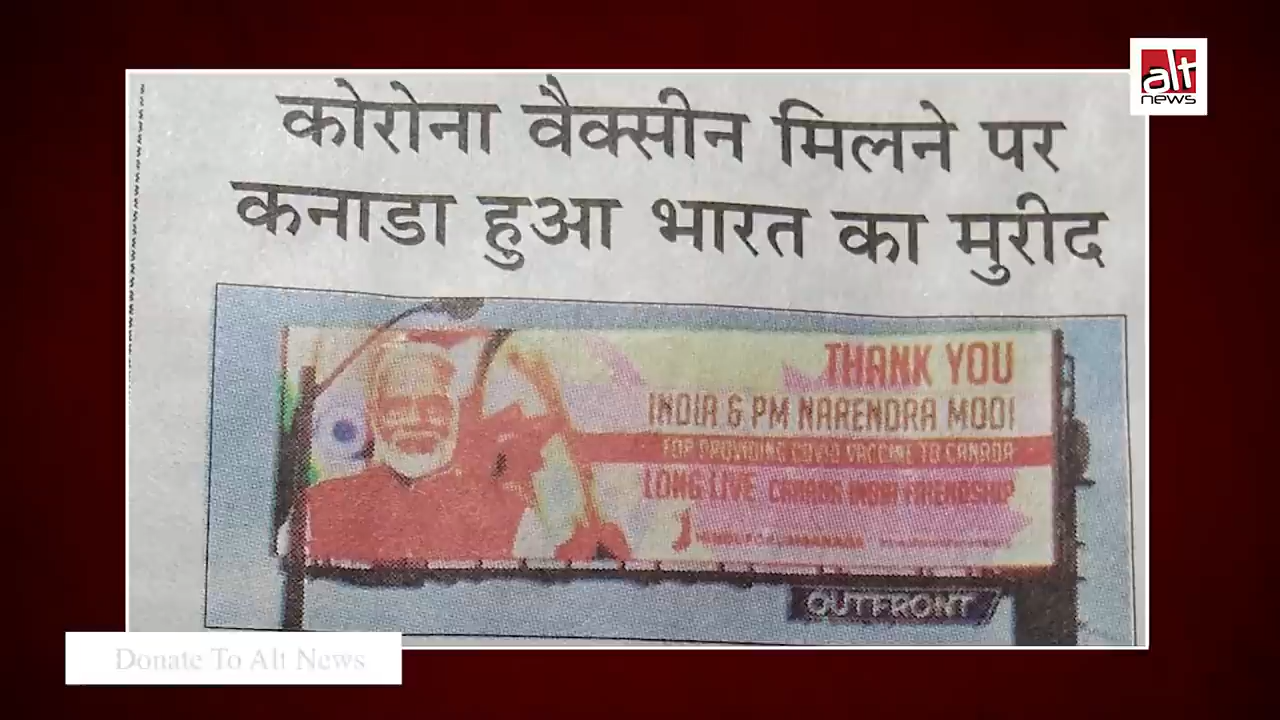 alt
news
कोरोना वैक्सीन मिलने पर
कनाडा हुआ भारत का मुरीद
THANK YOU
INDIA & PM NARENDRA MODI
FOR PROVIDING COVID VACCINE TO CANADA
LONG LIVE CANADA INDIA FRIENDSHIP
OUTFRONT
Donate To Alt News